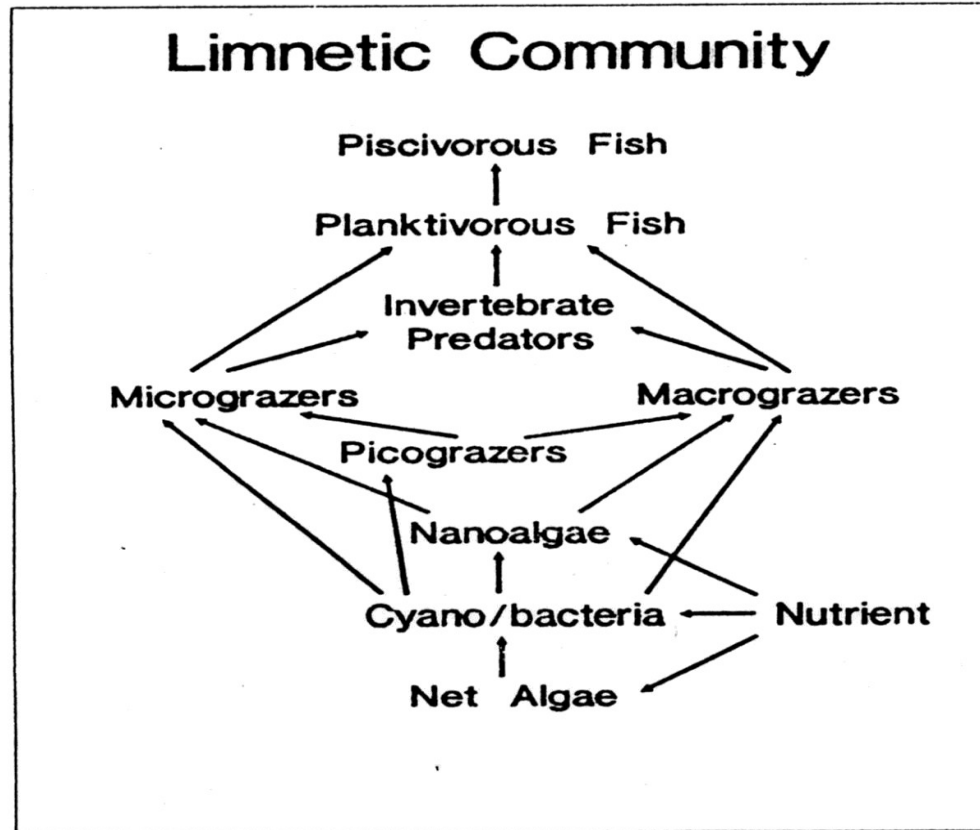 Limnetic Community
Piscivorous Fish
Planktivorous Fish
Invertebrate
Predators
Micrograzers
Macrograzers
Picograzers
Nanoalgae
Cyano/bacteria
Nutrient
Net Algae